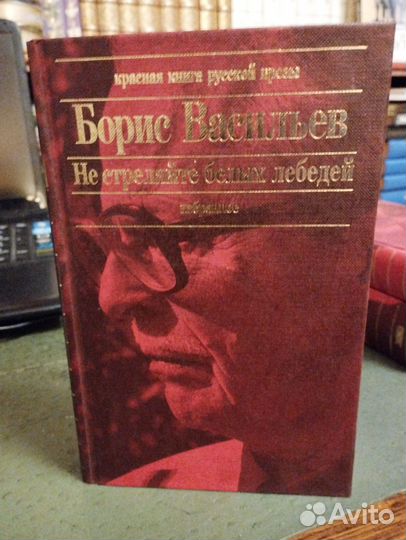 красная книга русской прозы
Борис Васильев
Не стреляйте белых лебедей
избранное
Avito